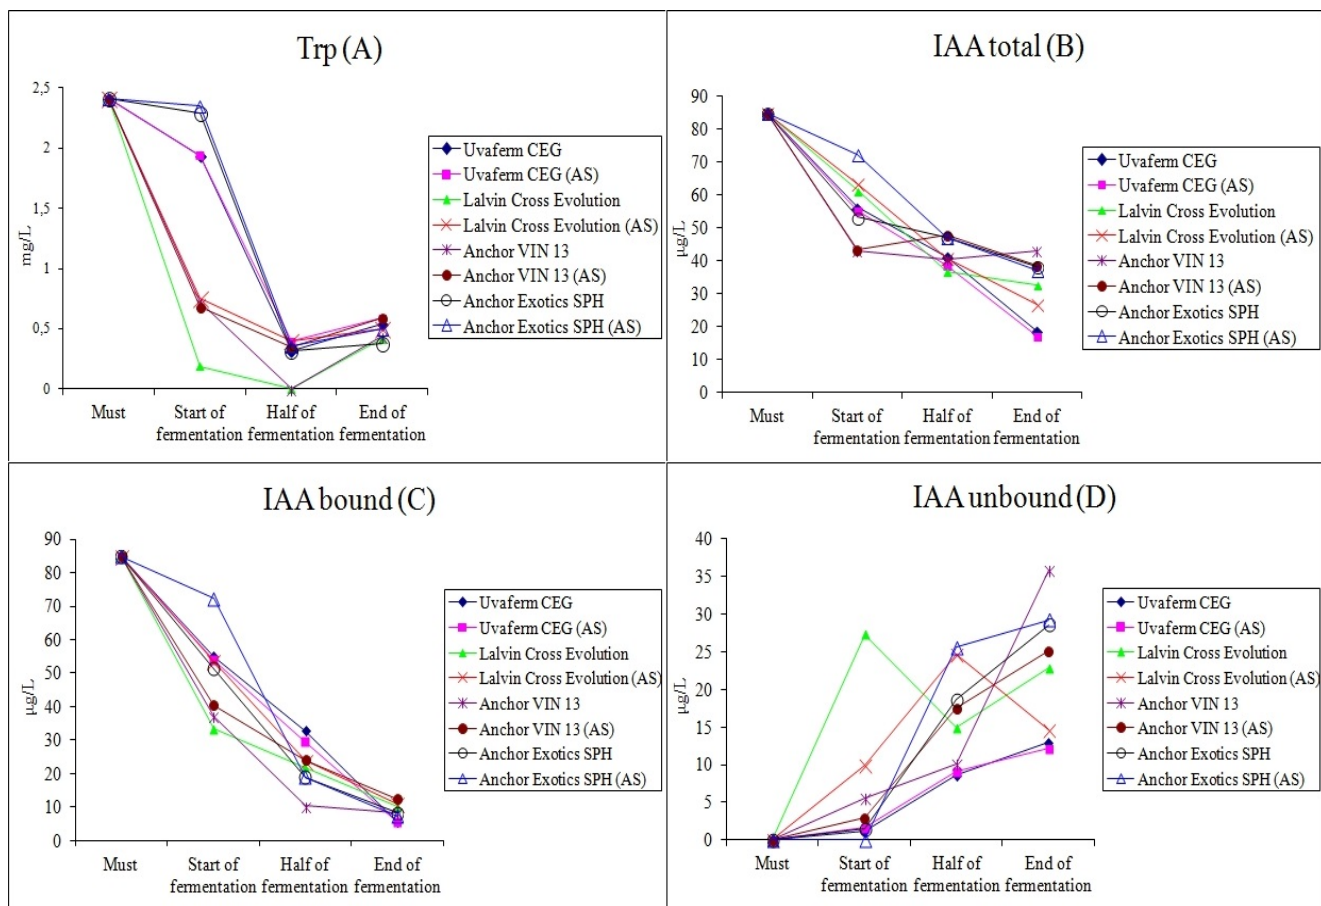 Trp (A)
2,5
2
1,5
1
0,5
0
mg/L
Must
Start of
fermentation
Half of
fermentation
End of
fermentation
Uvaferm CEG
Uvaferm CEG (AS)
Lalvin Cross Evolution
Lalvin Cross Evolution (AS)
Anchor VIN 13
Anchor VIN 13 (AS)
Anchor Exotics SPH
Anchor Exotics SPH (AS)
IAA total (B)
90
80
70
60
50
40
30
20
10
0
µg/L
Must
Start of
fermentation
Half of
fermentation
End of
fermentation
Uvaferm CEG
Uvaferm CEG (AS)
Lalvin Cross Evolution
Lalvin Cross Evolution (AS)
Anchor VIN 13
Anchor VIN 13 (AS)
Anchor Exotics SPH
Anchor Exotics SPH (AS)
IAA bound (C)
90
80
70
60
50
40
30
20
10
0
µg/L
Must
Start of
fermentation
Half of
fermentation
End of
fermentation
Uvaferm CEG
Uvaferm CEG (AS)
Lalvin Cross Evolution
Lalvin Cross Evolution (AS)
Anchor VIN 13
Anchor VIN 13 (AS)
Anchor Exotics SPH
Anchor Exotics SPH (AS)
IAA unbound (D)
40
35
30
25
20
15
10
5
0
µg/L
Must
Start of
fermentation
Half of
fermentation
End of
fermentation
Uvaferm CEG
Uvaferm CEG (AS)
Lalvin Cross Evolution
Lalvin Cross Evolution (AS)
Anchor VIN 13
Anchor VIN 13 (AS)
Anchor Exotics SPH
Anchor Exotics SPH (AS)